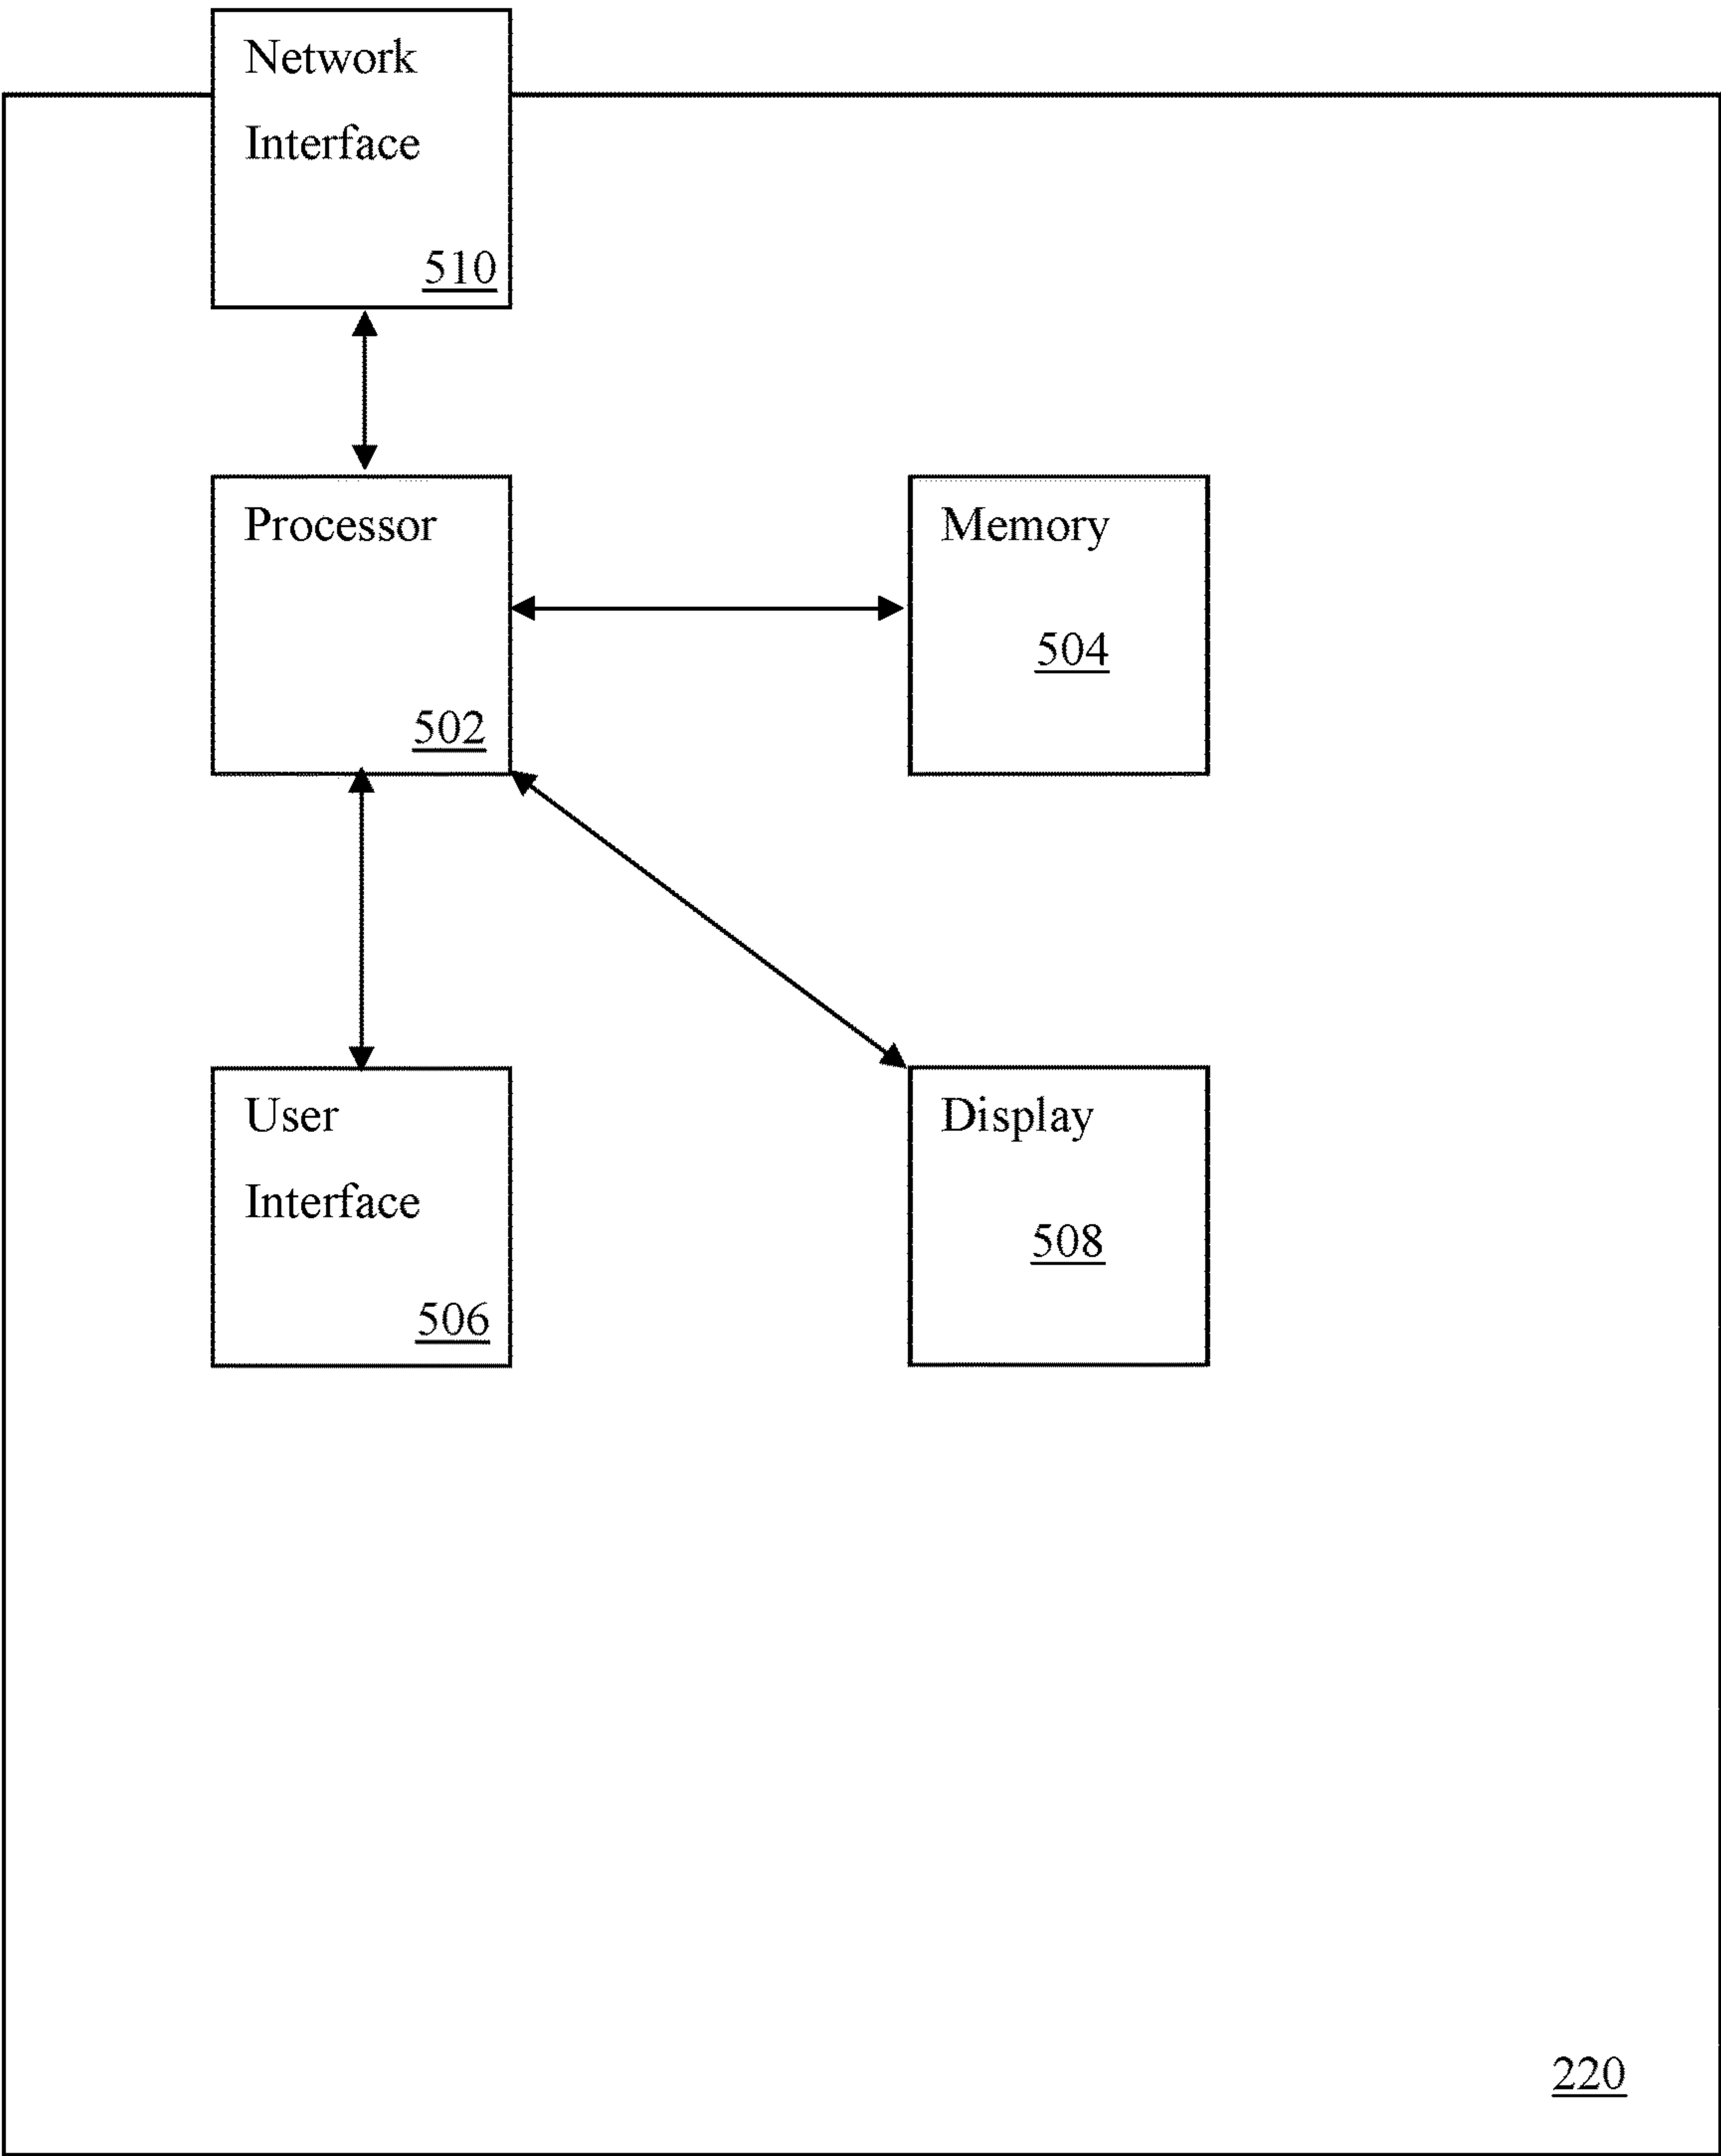 Network
Interface
510
Processor
502
Memory
504
User
Interface
506
Display
508
220